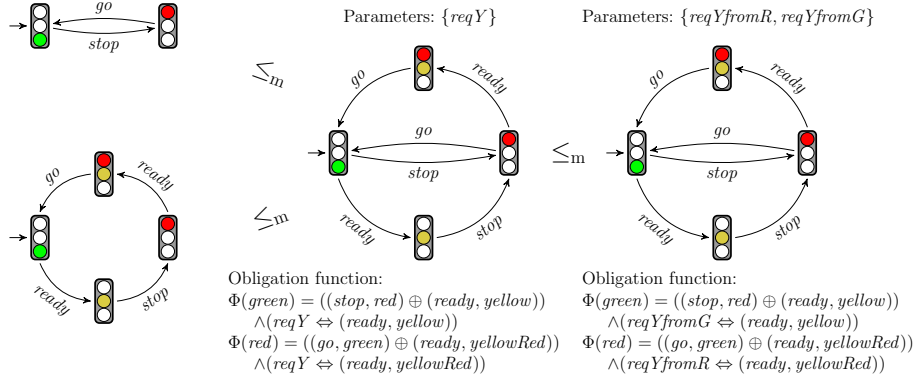 go
stop
Parameters: {reqY}
Parameters: {reqYfromR, reqYfromG}
≤m
go
ready
go
stop
ready
stop
≤m
go
ready
go
stop
ready
stop
go
ready
ready
stop
≤m
Obligation function:
Φ(green) = ((stop, red) ⊕ (ready, yellow))
∧(reqY ⇔ (ready, yellow))
Φ(red) = ((go, green) ⊕ (ready, yellowRed))
∧(reqY ⇔ (ready, yellowRed))
Obligation function:
Φ(green) = ((stop, red) ⊕ (ready, yellow))
∧(reqYfromG ⇔ (ready, yellow))
Φ(red) = ((go, green) ⊕ (ready, yellowRed))
∧(reqYfromR ⇔ (ready, yellowRed))